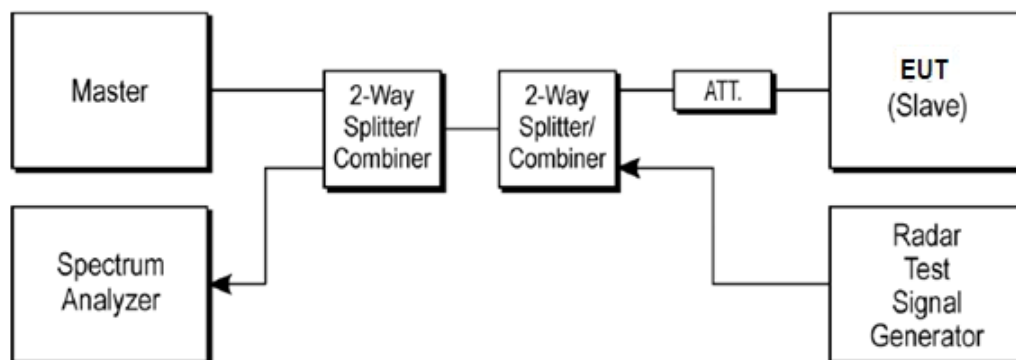 Master
2-Way
Splitter/
Combiner
2-Way
Splitter/
Combiner
ATT.
EUT
(Slave)
Spectrum
Analyzer
Radar
Test
Signal
Generator